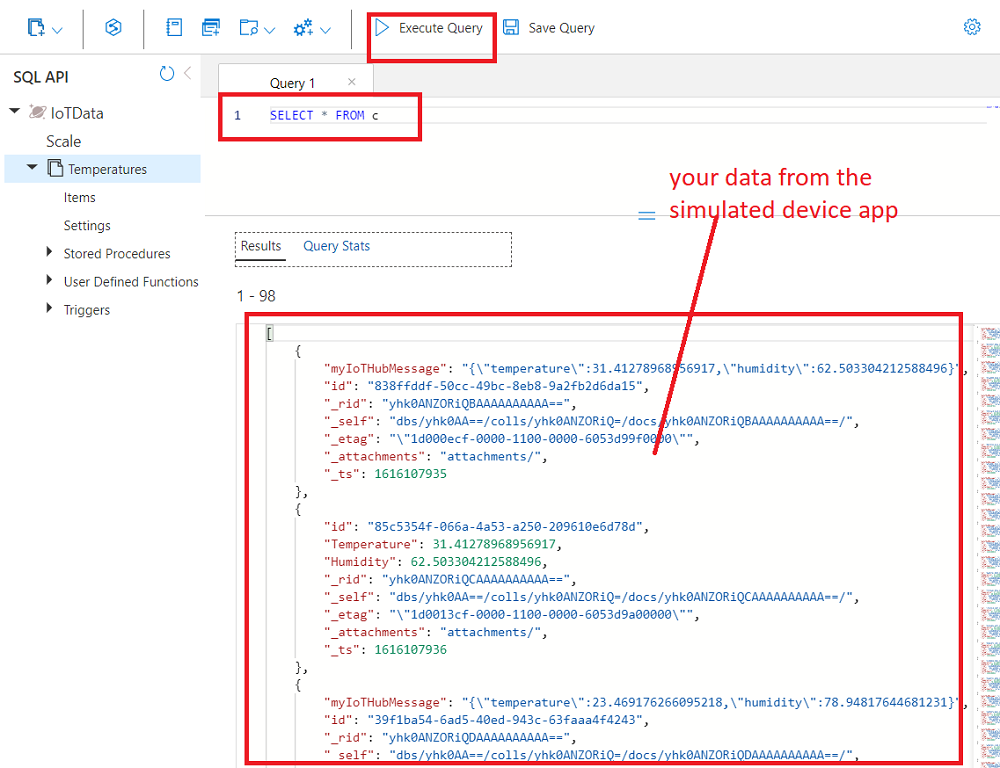 Execute Query
Save Query
SQL API
Query 1
IoTData
1 SELECT * FROM c
Scale
Temperatures
Items
Settings
Stored Procedures
User Defined Functions
Triggers
your data from the
simulated device app
Results Query Stats
1 - 98
[
{
"myIoTHubMessage": "{\"temperature\":31.41278968956917,\"humidity\":62.503304212588496}",
"id": "838ffddf-50cc-49bc-8eb8-9a2fb2d6da15",
"_rid": "yhk0ANZORiQBAAAAAAAAAA==",
"_self": "dbs/yhk0AA==/colls/yhk0ANZORiQ=/docs/yhk0ANZORiQBAAAAAAAAAA==/",
"_etag": "\"1d000ecf-0000-1100-0000-6053d99f0000\"",
"_attachments": "attachments/",
"_ts": 1616107935
},
{
"id": "85c5354f-066a-4a53-a250-209610e6d78d",
"Temperature": 31.41278968956917,
"Humidity": 62.503304212588496,
"_rid": "yhk0ANZORiQCAAAAAAAAAA==",
"_self": "dbs/yhk0AA==/colls/yhk0ANZORiQ=/docs/yhk0ANZORiQCAAAAAAAAAA==/",
"_etag": "\"1d0013cf-0000-1100-0000-6053d9a00000\"",
"_attachments": "attachments/",
"_ts": 1616107936
},
{
"myIoTHubMessage": "{\"temperature\":23.469176266095218,\"humidity\":78.94817644681231}",
"id": "39f1ba54-6ad5-40ed-943c-63faaa4f4243",
"_rid": "yhk0ANZORiQDAAAAAAAAAA==",
"_self": "dbs/yhk0AA==/colls/yhk0ANZORiQ=/docs/yhk0ANZORiQDAAAAAAAAAA==/",